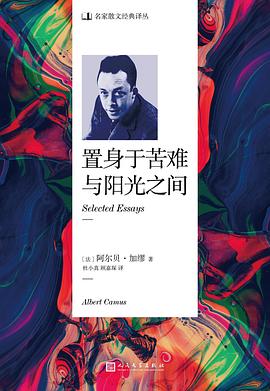 名家散文经典译丛
置身于苦难
与阳光之间
Selected Essays
[法] 阿尔贝·加缪 著
杜小真 顾嘉琛 译
Albert Camus
人民文学出版社